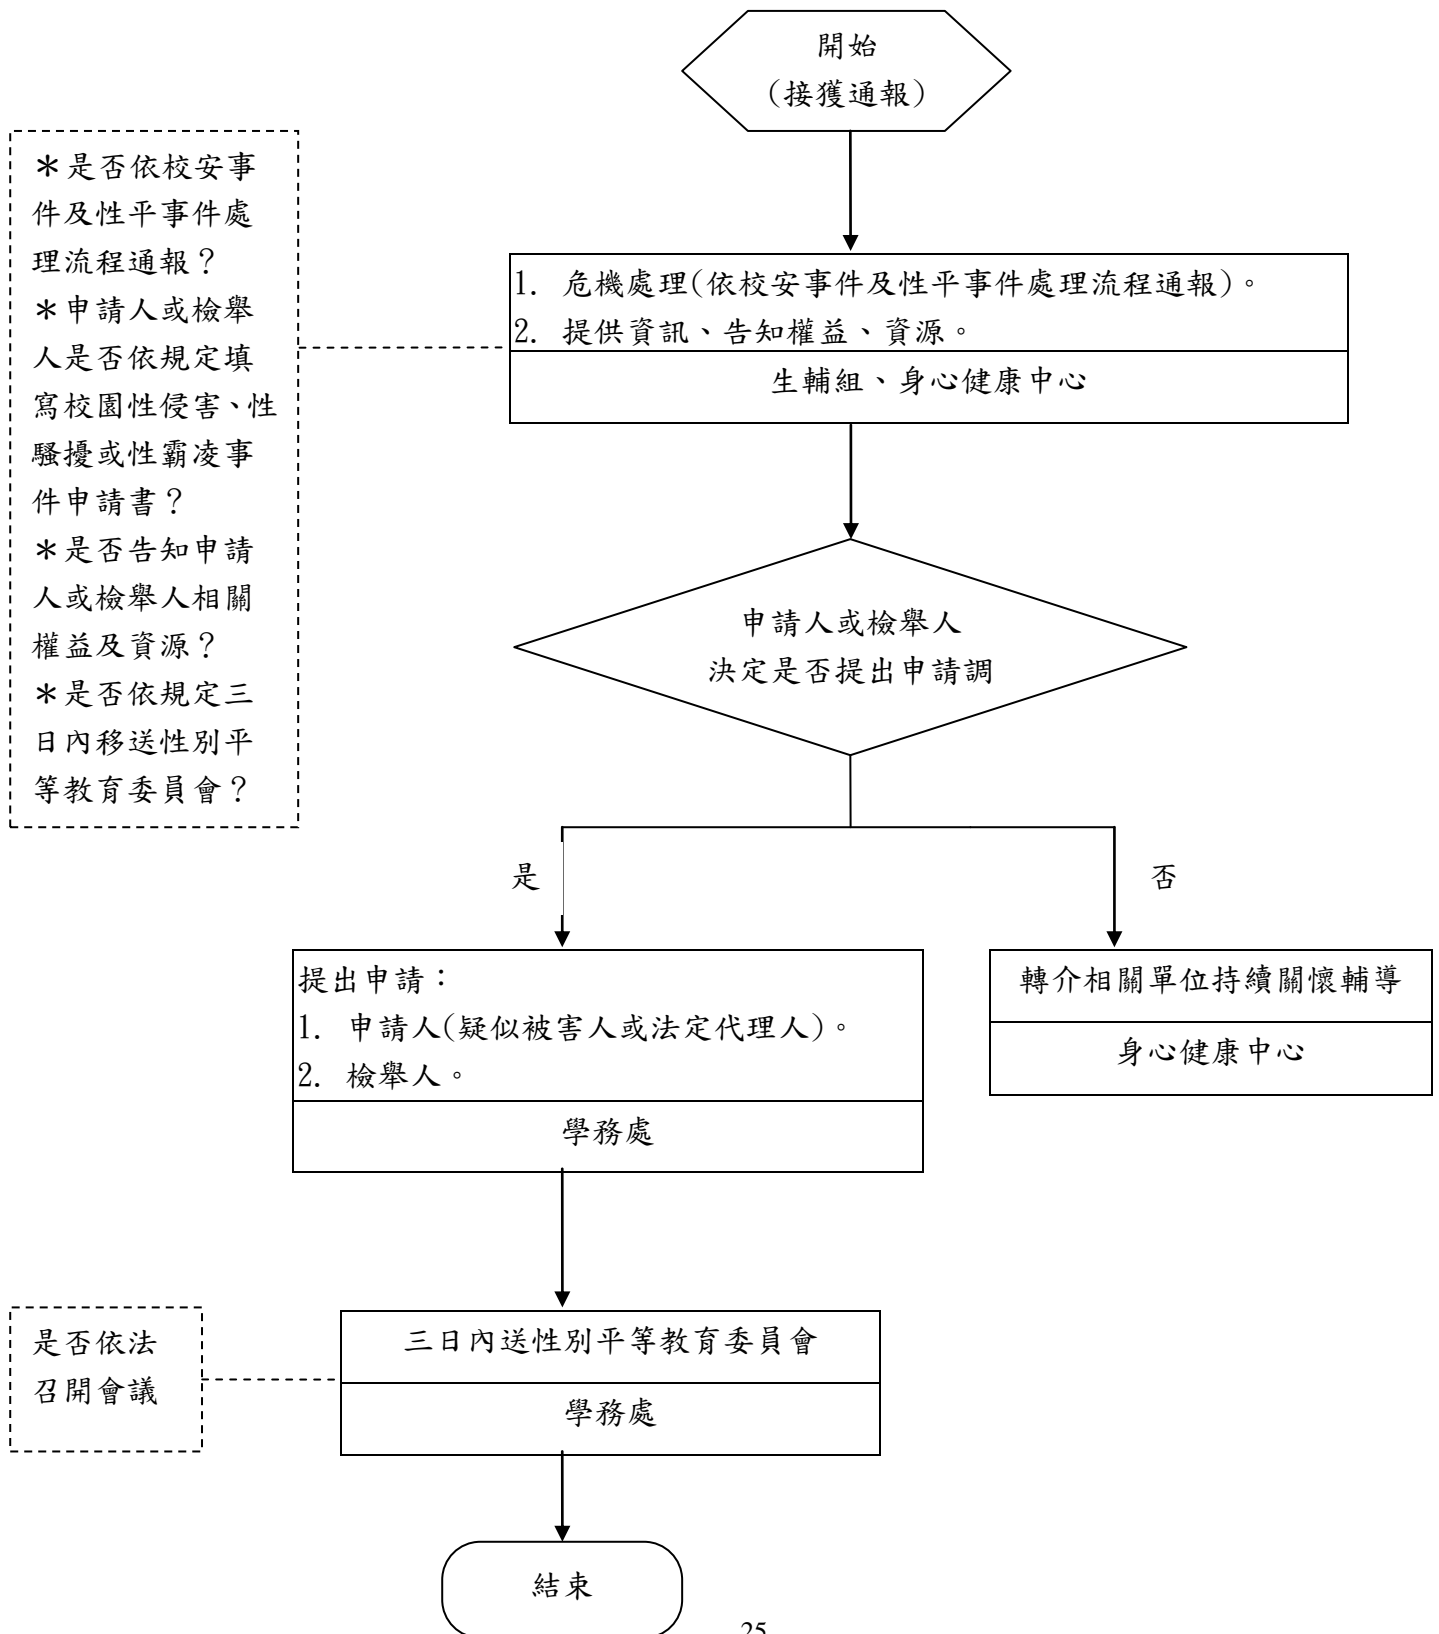 開始
(接獲通報)
＊是否依校安事
件及性平事件處
理流程通報？
＊申請人或檢舉
人是否依規定填
寫校園性侵害、性
騷擾或性霸凌事
件申請書？
＊是否告知申請
人或檢舉人相關
權益及資源？
＊是否依規定三
日內移送性別平
等教育委員會？
1. 危機處理(依校安事件及性平事件處理流程通報)。
2. 提供資訊、告知權益、資源。
生輔組、身心健康中心
申請人或檢舉人
決定是否提出申請調
是
否
提出申請：
1. 申請人(疑似被害人或法定代理人)。
2. 檢舉人。
學務處
轉介相關單位持續關懷輔導
身心健康中心
是否依法
召開會議
三日內送性別平等教育委員會
學務處
結束
25